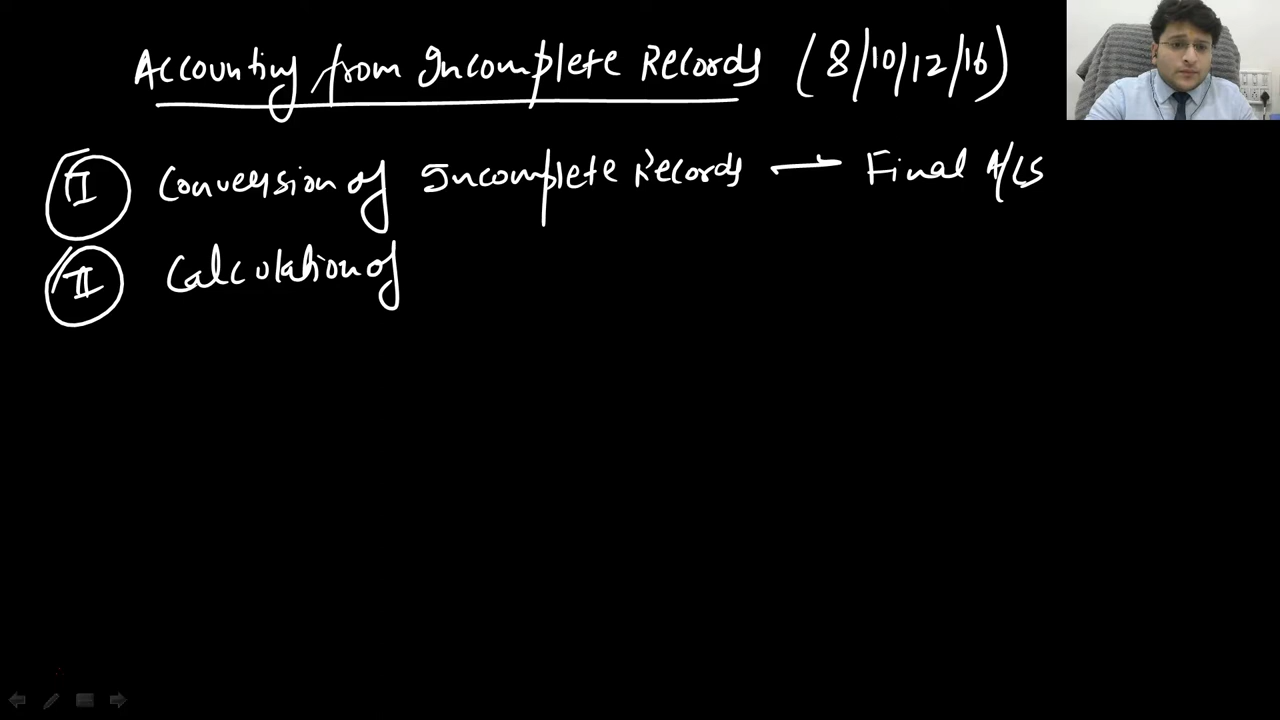 Accounting from Incomplete Records (8/10/12/16)
I Conversion of Incomplete Records → Final A/cs
II Calculation of